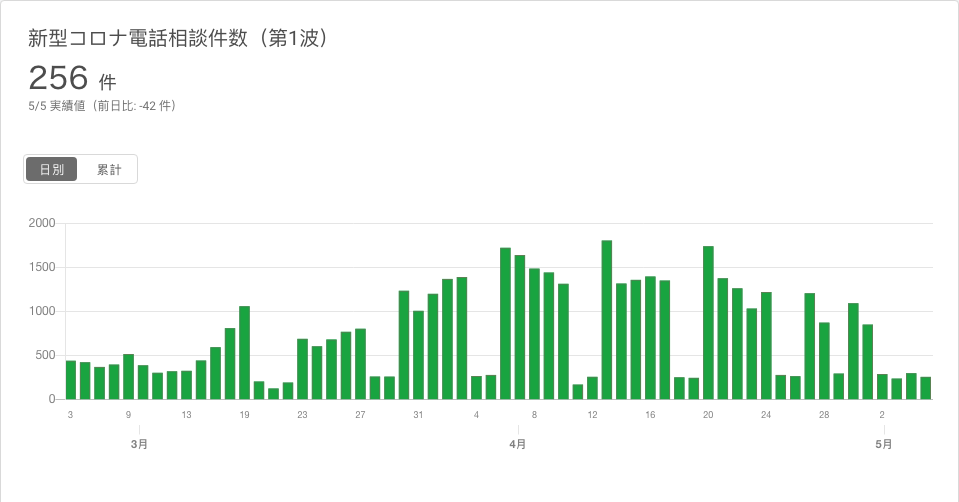 新型コロナ電話相談件数（第1波）
256 件
5/5 実績値（前日比: -42 件）
日別 累計
2000
1500
1000
500
0
3 9 13 19 23 27 31 4 8 12 16 20 24 28 2
3月 4月 5月